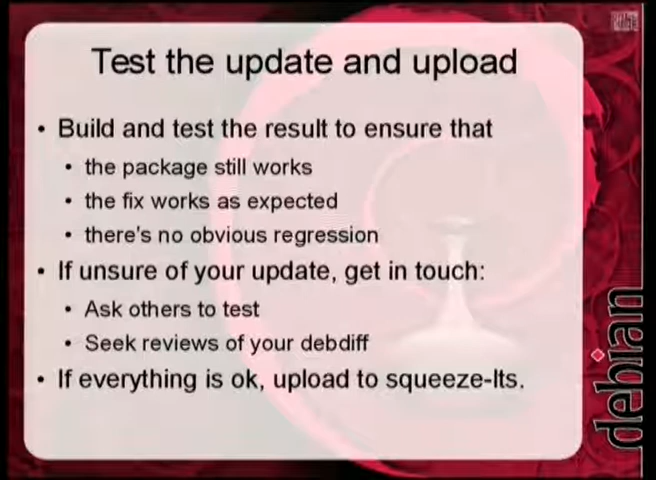 Test the update and upload
• Build and test the result to ensure that
• the package still works
• the fix works as expected
• there's no obvious regression
• If unsure of your update, get in touch:
• Ask others to test
• Seek reviews of your debdiff
• If everything is ok, upload to squeeze-lts.
debian